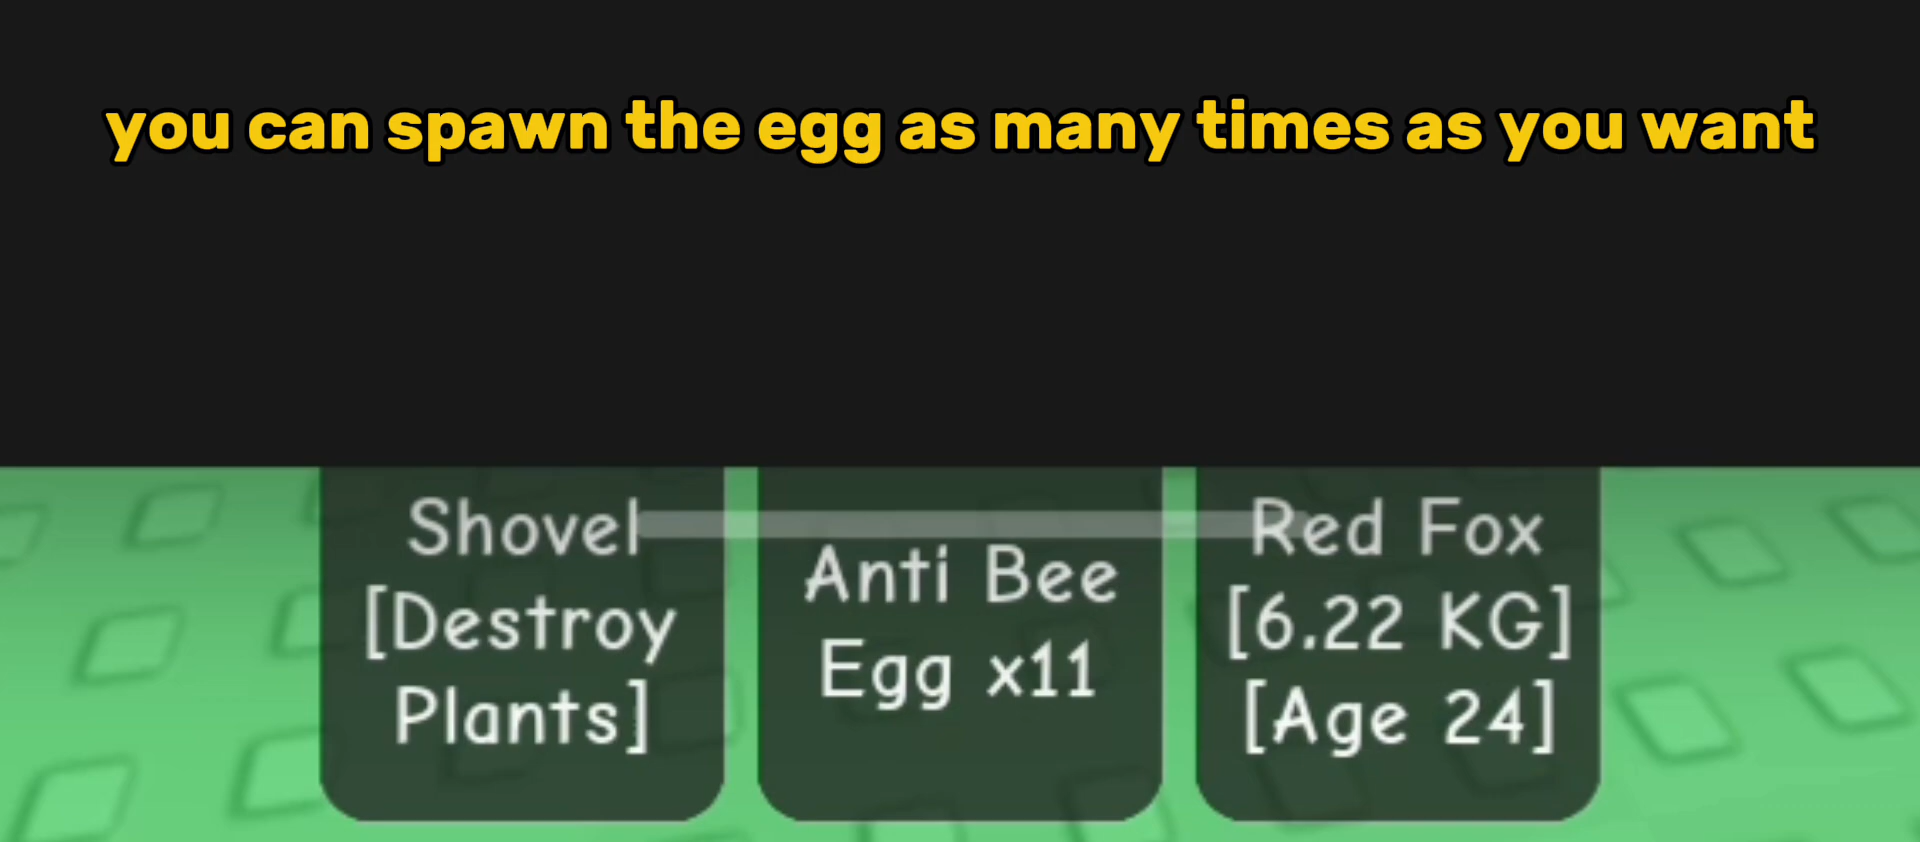 you can spawn the egg as many times as you want
Shovel
[Destroy
Plants]
Anti Bee
Egg x11
Red Fox
[6.22 KG]
[Age 24]